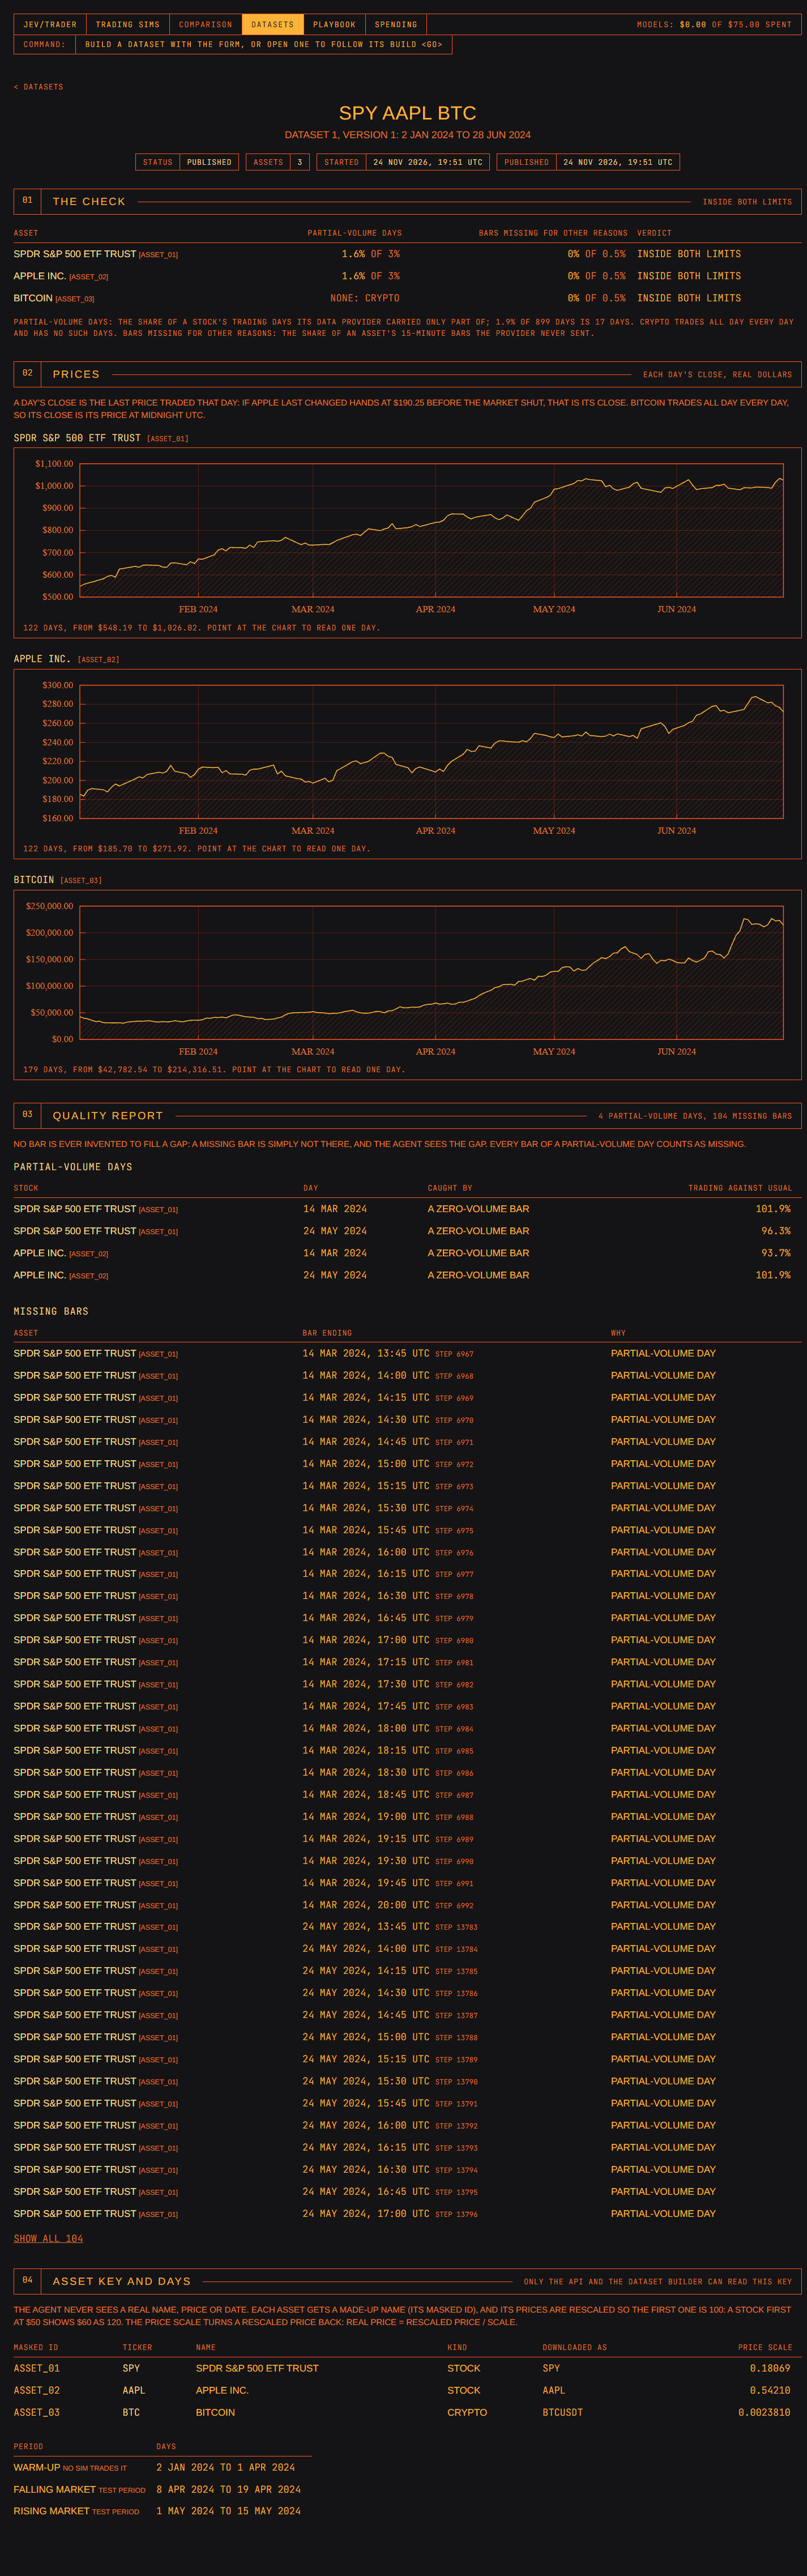 JEV/TRADER TRADING SIMS COMPARISON DATASETS PLAYBOOK SPENDING MODELS: $0.00 OF $75.00 SPENT
COMMAND: BUILD A DATASET WITH THE FORM, OR OPEN ONE TO FOLLOW ITS BUILD <GO>
< DATASETS
SPY AAPL BTC
DATASET 1, VERSION 1: 2 JAN 2024 TO 28 JUN 2024
STATUS PUBLISHED ASSETS 3 STARTED 24 NOV 2026, 19:51 UTC PUBLISHED 24 NOV 2026, 19:51 UTC
01 THE CHECK INSIDE BOTH LIMITS
ASSET PARTIAL-VOLUME DAYS BARS MISSING FOR OTHER REASONS VERDICT
SPDR S&P 500 ETF TRUST [ASSET_01] 1.6% OF 3% 0% OF 0.5% INSIDE BOTH LIMITS
APPLE INC. [ASSET_02] 1.6% OF 3% 0% OF 0.5% INSIDE BOTH LIMITS
BITCOIN [ASSET_03] NONE: CRYPTO 0% OF 0.5% INSIDE BOTH LIMITS
PARTIAL-VOLUME DAYS: THE SHARE OF A STOCK'S TRADING DAYS ITS DATA PROVIDER CARRIED ONLY PART OF; 1.9% OF 899 DAYS IS 17 DAYS. CRYPTO TRADES ALL DAY EVERY DAY
AND HAS NO SUCH DAYS. BARS MISSING FOR OTHER REASONS: THE SHARE OF AN ASSET'S 15-MINUTE BARS THE PROVIDER NEVER SENT.
02 PRICES EACH DAY'S CLOSE, REAL DOLLARS
A DAY'S CLOSE IS THE LAST PRICE TRADED THAT DAY: IF APPLE LAST CHANGED HANDS AT $190.25 BEFORE THE MARKET SHUT, THAT IS ITS CLOSE. BITCOIN TRADES ALL DAY EVERY DAY,
SO ITS CLOSE IS ITS PRICE AT MIDNIGHT UTC.
SPDR S&P 500 ETF TRUST [ASSET_01]
$1,100.00
$1,000.00
$900.00
$800.00
$700.00
$600.00
$500.00
FEB 2024 MAR 2024 APR 2024 MAY 2024 JUN 2024
122 DAYS, FROM $548.19 TO $1,026.02. POINT AT THE CHART TO READ ONE DAY.
APPLE INC. [ASSET_02]
$300.00
$280.00
$260.00
$240.00
$220.00
$200.00
$180.00
$160.00
FEB 2024 MAR 2024 APR 2024 MAY 2024 JUN 2024
122 DAYS, FROM $185.70 TO $271.92. POINT AT THE CHART TO READ ONE DAY.
BITCOIN [ASSET_03]
$250,000.00
$200,000.00
$150,000.00
$100,000.00
$50,000.00
$0.00
FEB 2024 MAR 2024 APR 2024 MAY 2024 JUN 2024
179 DAYS, FROM $42,782.54 TO $214,316.51. POINT AT THE CHART TO READ ONE DAY.
03 QUALITY REPORT 4 PARTIAL-VOLUME DAYS, 104 MISSING BARS
NO BAR IS EVER INVENTED TO FILL A GAP: A MISSING BAR IS SIMPLY NOT THERE, AND THE AGENT SEES THE GAP. EVERY BAR OF A PARTIAL-VOLUME DAY COUNTS AS MISSING.
PARTIAL-VOLUME DAYS
STOCK DAY CAUGHT BY TRADING AGAINST USUAL
SPDR S&P 500 ETF TRUST [ASSET_01] 14 MAR 2024 A ZERO-VOLUME BAR 101.9%
SPDR S&P 500 ETF TRUST [ASSET_01] 24 MAY 2024 A ZERO-VOLUME BAR 96.3%
APPLE INC. [ASSET_02] 14 MAR 2024 A ZERO-VOLUME BAR 93.7%
APPLE INC. [ASSET_02] 24 MAY 2024 A ZERO-VOLUME BAR 101.9%
MISSING BARS
ASSET BAR ENDING WHY
SPDR S&P 500 ETF TRUST [ASSET_01] 14 MAR 2024, 13:45 UTC STEP 6967 PARTIAL-VOLUME DAY
SPDR S&P 500 ETF TRUST [ASSET_01] 14 MAR 2024, 14:00 UTC STEP 6968 PARTIAL-VOLUME DAY
SPDR S&P 500 ETF TRUST [ASSET_01] 14 MAR 2024, 14:15 UTC STEP 6969 PARTIAL-VOLUME DAY
SPDR S&P 500 ETF TRUST [ASSET_01] 14 MAR 2024, 14:30 UTC STEP 6970 PARTIAL-VOLUME DAY
SPDR S&P 500 ETF TRUST [ASSET_01] 14 MAR 2024, 14:45 UTC STEP 6971 PARTIAL-VOLUME DAY
SPDR S&P 500 ETF TRUST [ASSET_01] 14 MAR 2024, 15:00 UTC STEP 6972 PARTIAL-VOLUME DAY
SPDR S&P 500 ETF TRUST [ASSET_01] 14 MAR 2024, 15:15 UTC STEP 6973 PARTIAL-VOLUME DAY
SPDR S&P 500 ETF TRUST [ASSET_01] 14 MAR 2024, 15:30 UTC STEP 6974 PARTIAL-VOLUME DAY
SPDR S&P 500 ETF TRUST [ASSET_01] 14 MAR 2024, 15:45 UTC STEP 6975 PARTIAL-VOLUME DAY
SPDR S&P 500 ETF TRUST [ASSET_01] 14 MAR 2024, 16:00 UTC STEP 6976 PARTIAL-VOLUME DAY
SPDR S&P 500 ETF TRUST [ASSET_01] 14 MAR 2024, 16:15 UTC STEP 6977 PARTIAL-VOLUME DAY
SPDR S&P 500 ETF TRUST [ASSET_01] 14 MAR 2024, 16:30 UTC STEP 6978 PARTIAL-VOLUME DAY
SPDR S&P 500 ETF TRUST [ASSET_01] 14 MAR 2024, 16:45 UTC STEP 6979 PARTIAL-VOLUME DAY
SPDR S&P 500 ETF TRUST [ASSET_01] 14 MAR 2024, 17:00 UTC STEP 6980 PARTIAL-VOLUME DAY
SPDR S&P 500 ETF TRUST [ASSET_01] 14 MAR 2024, 17:15 UTC STEP 6981 PARTIAL-VOLUME DAY
SPDR S&P 500 ETF TRUST [ASSET_01] 14 MAR 2024, 17:30 UTC STEP 6982 PARTIAL-VOLUME DAY
SPDR S&P 500 ETF TRUST [ASSET_01] 14 MAR 2024, 17:45 UTC STEP 6983 PARTIAL-VOLUME DAY
SPDR S&P 500 ETF TRUST [ASSET_01] 14 MAR 2024, 18:00 UTC STEP 6984 PARTIAL-VOLUME DAY
SPDR S&P 500 ETF TRUST [ASSET_01] 14 MAR 2024, 18:15 UTC STEP 6985 PARTIAL-VOLUME DAY
SPDR S&P 500 ETF TRUST [ASSET_01] 14 MAR 2024, 18:30 UTC STEP 6986 PARTIAL-VOLUME DAY
SPDR S&P 500 ETF TRUST [ASSET_01] 14 MAR 2024, 18:45 UTC STEP 6987 PARTIAL-VOLUME DAY
SPDR S&P 500 ETF TRUST [ASSET_01] 14 MAR 2024, 19:00 UTC STEP 6988 PARTIAL-VOLUME DAY
SPDR S&P 500 ETF TRUST [ASSET_01] 14 MAR 2024, 19:15 UTC STEP 6989 PARTIAL-VOLUME DAY
SPDR S&P 500 ETF TRUST [ASSET_01] 14 MAR 2024, 19:30 UTC STEP 6990 PARTIAL-VOLUME DAY
SPDR S&P 500 ETF TRUST [ASSET_01] 14 MAR 2024, 19:45 UTC STEP 6991 PARTIAL-VOLUME DAY
SPDR S&P 500 ETF TRUST [ASSET_01] 14 MAR 2024, 20:00 UTC STEP 6992 PARTIAL-VOLUME DAY
SPDR S&P 500 ETF TRUST [ASSET_01] 24 MAY 2024, 13:45 UTC STEP 13783 PARTIAL-VOLUME DAY
SPDR S&P 500 ETF TRUST [ASSET_01] 24 MAY 2024, 14:00 UTC STEP 13784 PARTIAL-VOLUME DAY
SPDR S&P 500 ETF TRUST [ASSET_01] 24 MAY 2024, 14:15 UTC STEP 13785 PARTIAL-VOLUME DAY
SPDR S&P 500 ETF TRUST [ASSET_01] 24 MAY 2024, 14:30 UTC STEP 13786 PARTIAL-VOLUME DAY
SPDR S&P 500 ETF TRUST [ASSET_01] 24 MAY 2024, 14:45 UTC STEP 13787 PARTIAL-VOLUME DAY
SPDR S&P 500 ETF TRUST [ASSET_01] 24 MAY 2024, 15:00 UTC STEP 13788 PARTIAL-VOLUME DAY
SPDR S&P 500 ETF TRUST [ASSET_01] 24 MAY 2024, 15:15 UTC STEP 13789 PARTIAL-VOLUME DAY
SPDR S&P 500 ETF TRUST [ASSET_01] 24 MAY 2024, 15:30 UTC STEP 13790 PARTIAL-VOLUME DAY
SPDR S&P 500 ETF TRUST [ASSET_01] 24 MAY 2024, 15:45 UTC STEP 13791 PARTIAL-VOLUME DAY
SPDR S&P 500 ETF TRUST [ASSET_01] 24 MAY 2024, 16:00 UTC STEP 13792 PARTIAL-VOLUME DAY
SPDR S&P 500 ETF TRUST [ASSET_01] 24 MAY 2024, 16:15 UTC STEP 13793 PARTIAL-VOLUME DAY
SPDR S&P 500 ETF TRUST [ASSET_01] 24 MAY 2024, 16:30 UTC STEP 13794 PARTIAL-VOLUME DAY
SPDR S&P 500 ETF TRUST [ASSET_01] 24 MAY 2024, 16:45 UTC STEP 13795 PARTIAL-VOLUME DAY
SPDR S&P 500 ETF TRUST [ASSET_01] 24 MAY 2024, 17:00 UTC STEP 13796 PARTIAL-VOLUME DAY
SHOW ALL 104
04 ASSET KEY AND DAYS ONLY THE API AND THE DATASET BUILDER CAN READ THIS KEY
THE AGENT NEVER SEES A REAL NAME, PRICE OR DATE. EACH ASSET GETS A MADE-UP NAME (ITS MASKED ID), AND ITS PRICES ARE RESCALED SO THE FIRST ONE IS 100: A STOCK FIRST
AT $50 SHOWS $60 AS 120. THE PRICE SCALE TURNS A RESCALED PRICE BACK: REAL PRICE = RESCALED PRICE / SCALE.
MASKED ID TICKER NAME KIND DOWNLOADED AS PRICE SCALE
ASSET_01 SPY SPDR S&P 500 ETF TRUST STOCK SPY 0.18069
ASSET_02 AAPL APPLE INC. STOCK AAPL 0.54210
ASSET_03 BTC BITCOIN CRYPTO BTCUSDT 0.0023810
PERIOD DAYS
WARM-UP NO SIM TRADES IT 2 JAN 2024 TO 1 APR 2024
FALLING MARKET TEST PERIOD 8 APR 2024 TO 19 APR 2024
RISING MARKET TEST PERIOD 1 MAY 2024 TO 15 MAY 2024